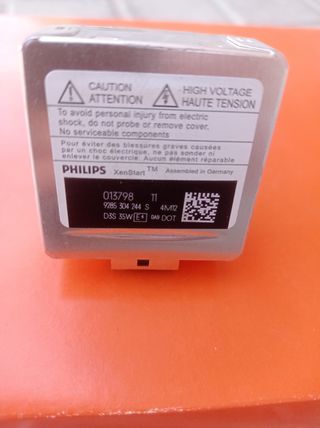 CAUTION
ATTENTION
HIGH VOLTAGE
HAUTE TENSION
To avoid personal injury from electric
shock, do not probe or remove cover.
No serviceable components
Pour éviter des blessures graves causées
par un choc électrique, ne pas sonder ni
enlever le couvercle. Aucun élément réparable
PHILIPS XenStart™ Assembled in Germany
013798 T1
9285 304 244 S 4M12
D3S 35W E4 0A9 DOT